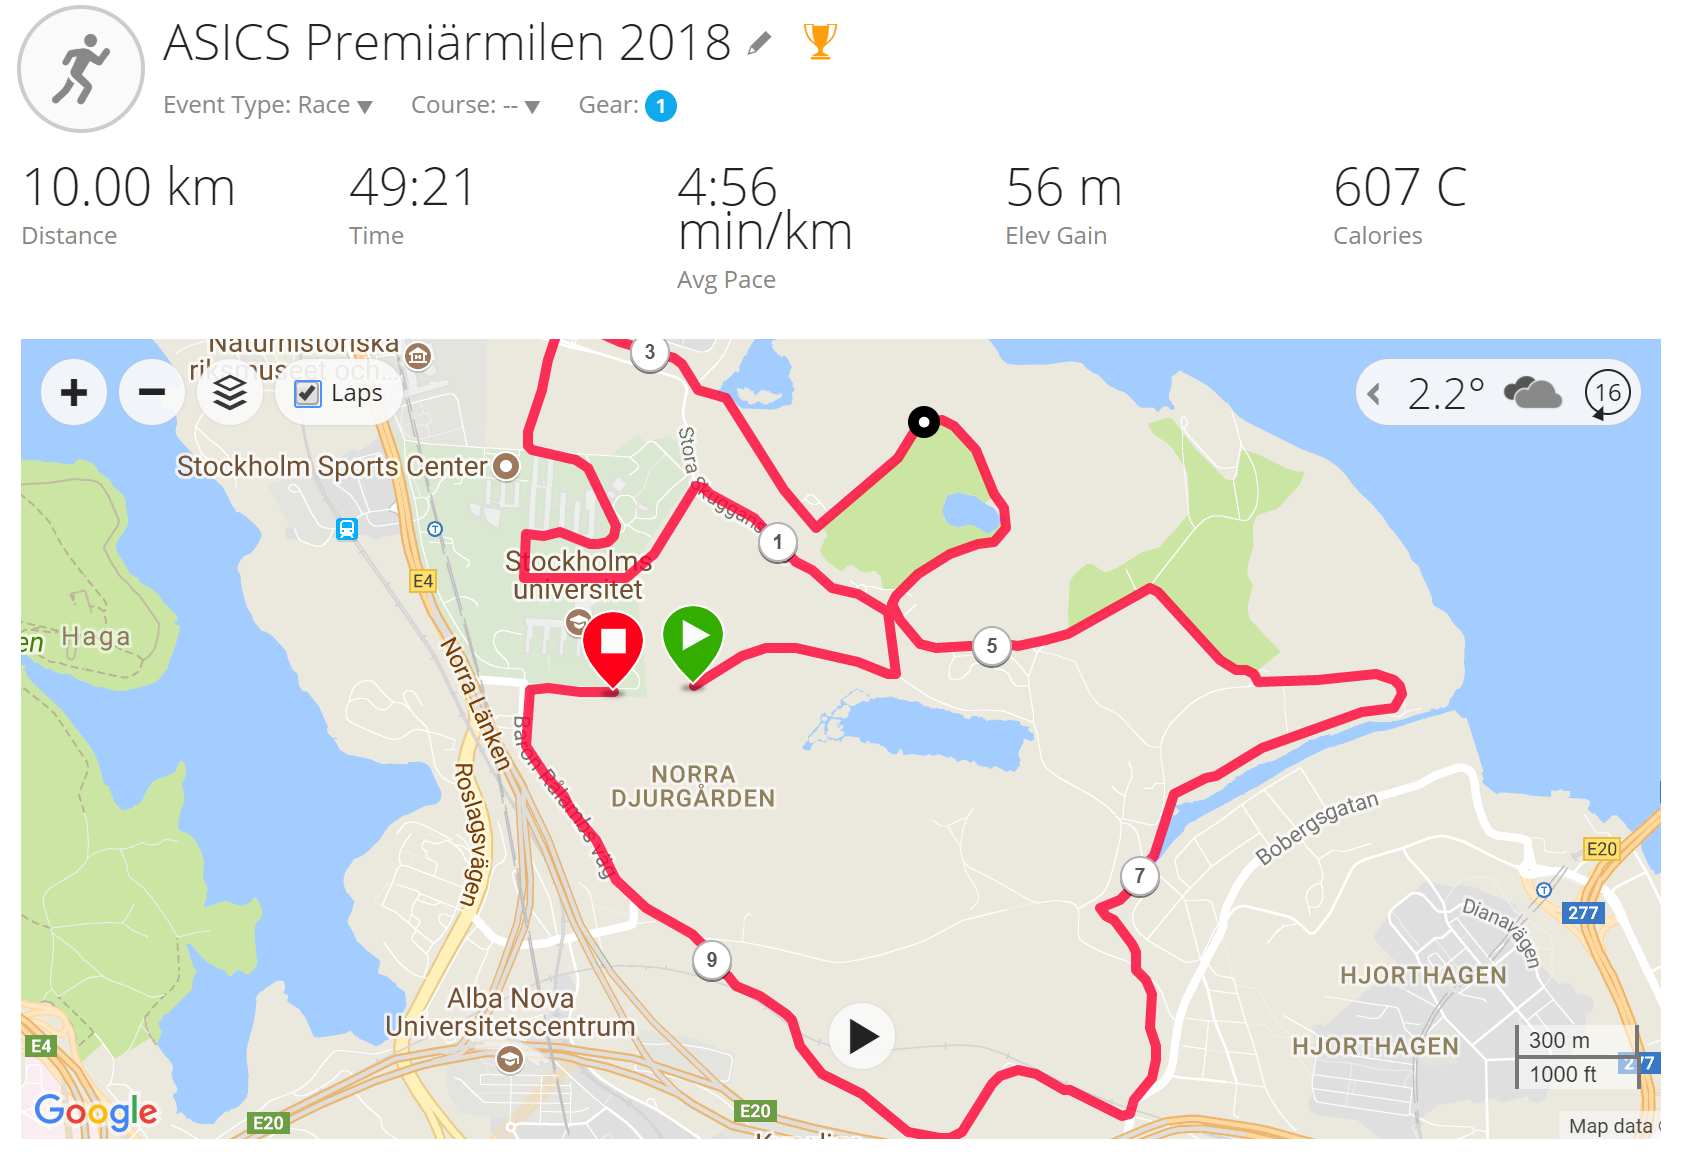 ASICS Premiärmilen 2018
Event Type: Race
Course: --
Gear: 1
10.00 km
Distance
49:21
Time
4:56
min/km
Avg Pace
56 m
Elev Gain
607 C
Calories
Naturhistoriska
riksmuseet och...
Laps
3
2.2°
16
Stora Skuggans
Stockholm Sports Center
T
1
Stockholms
universitet
E4
en
Haga
5
Norra Länken
Baron Rålambs väg
Roslagsvägen
NORRA
DJURGÅRDEN
Bobergsgatan
E20
7
T
277
Dianavägen
9
HJORTHAGEN
Alba Nova
Universitetscentrum
E4
HJORTHAGEN
300 m
1000 ft
277
Google
E20
E20
Map data